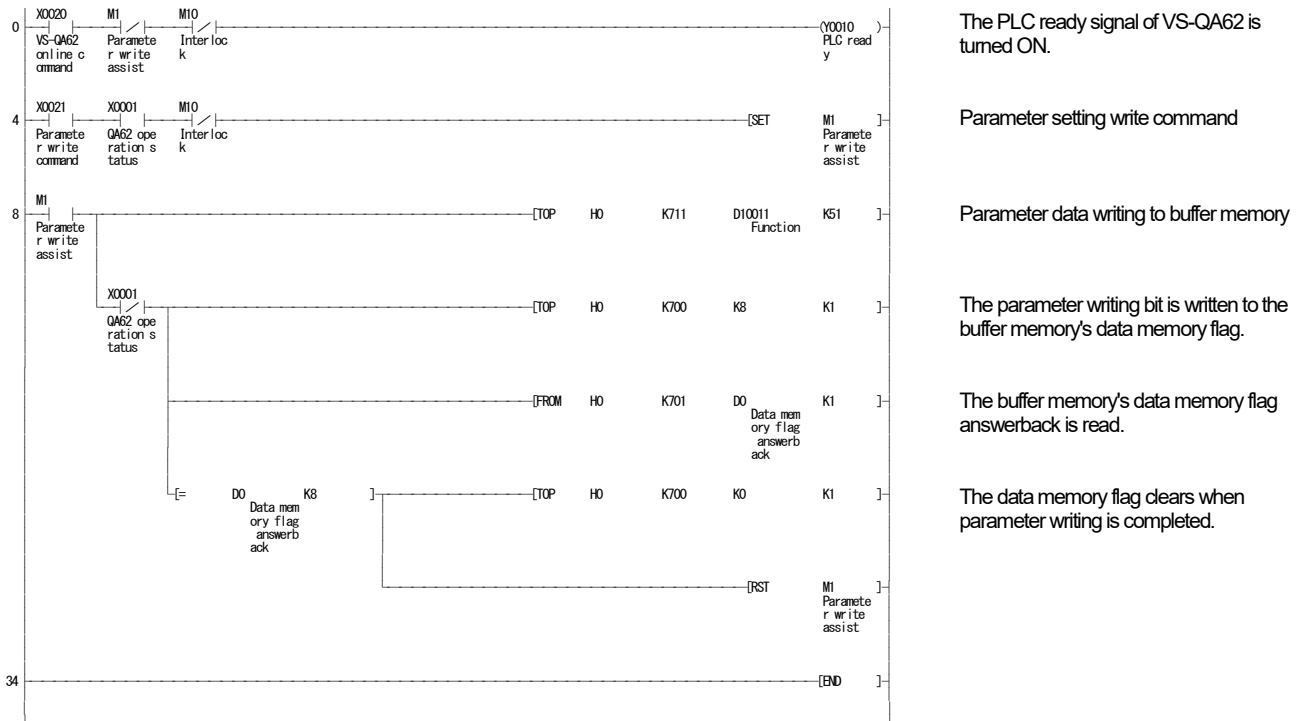 X0020 M1 M10
0 (Y0010 )
VS-QA62 Paramete Interloc PLC read
online c r write k y
ommand assist
The PLC ready signal of VS-QA62 is
turned ON.
X0021 X0001 M10
4 [SET M1 ]
Paramete QA62 ope Interloc Paramete
r write ration s k r write
command tatus assist
Parameter setting write command
M1
8 [TOP H0 K711 D10011 K51 ]
Paramete Function
r write
assist
Parameter data writing to buffer memory
X0001
[TOP H0 K700 K8 K1 ]
QA62 ope
ration s
tatus
The parameter writing bit is written to the
buffer memory's data memory flag.
[FROM H0 K701 D0 K1 ]
Data mem
ory flag
answerb
ack
The buffer memory's data memory flag
answerback is read.
[= D0 K8 ] [TOP H0 K700 K0 K1 ]
Data mem
ory flag
answerb
ack
The data memory flag clears when
parameter writing is completed.
[RST M1 ]
Paramete
r write
assist
34 [END ]